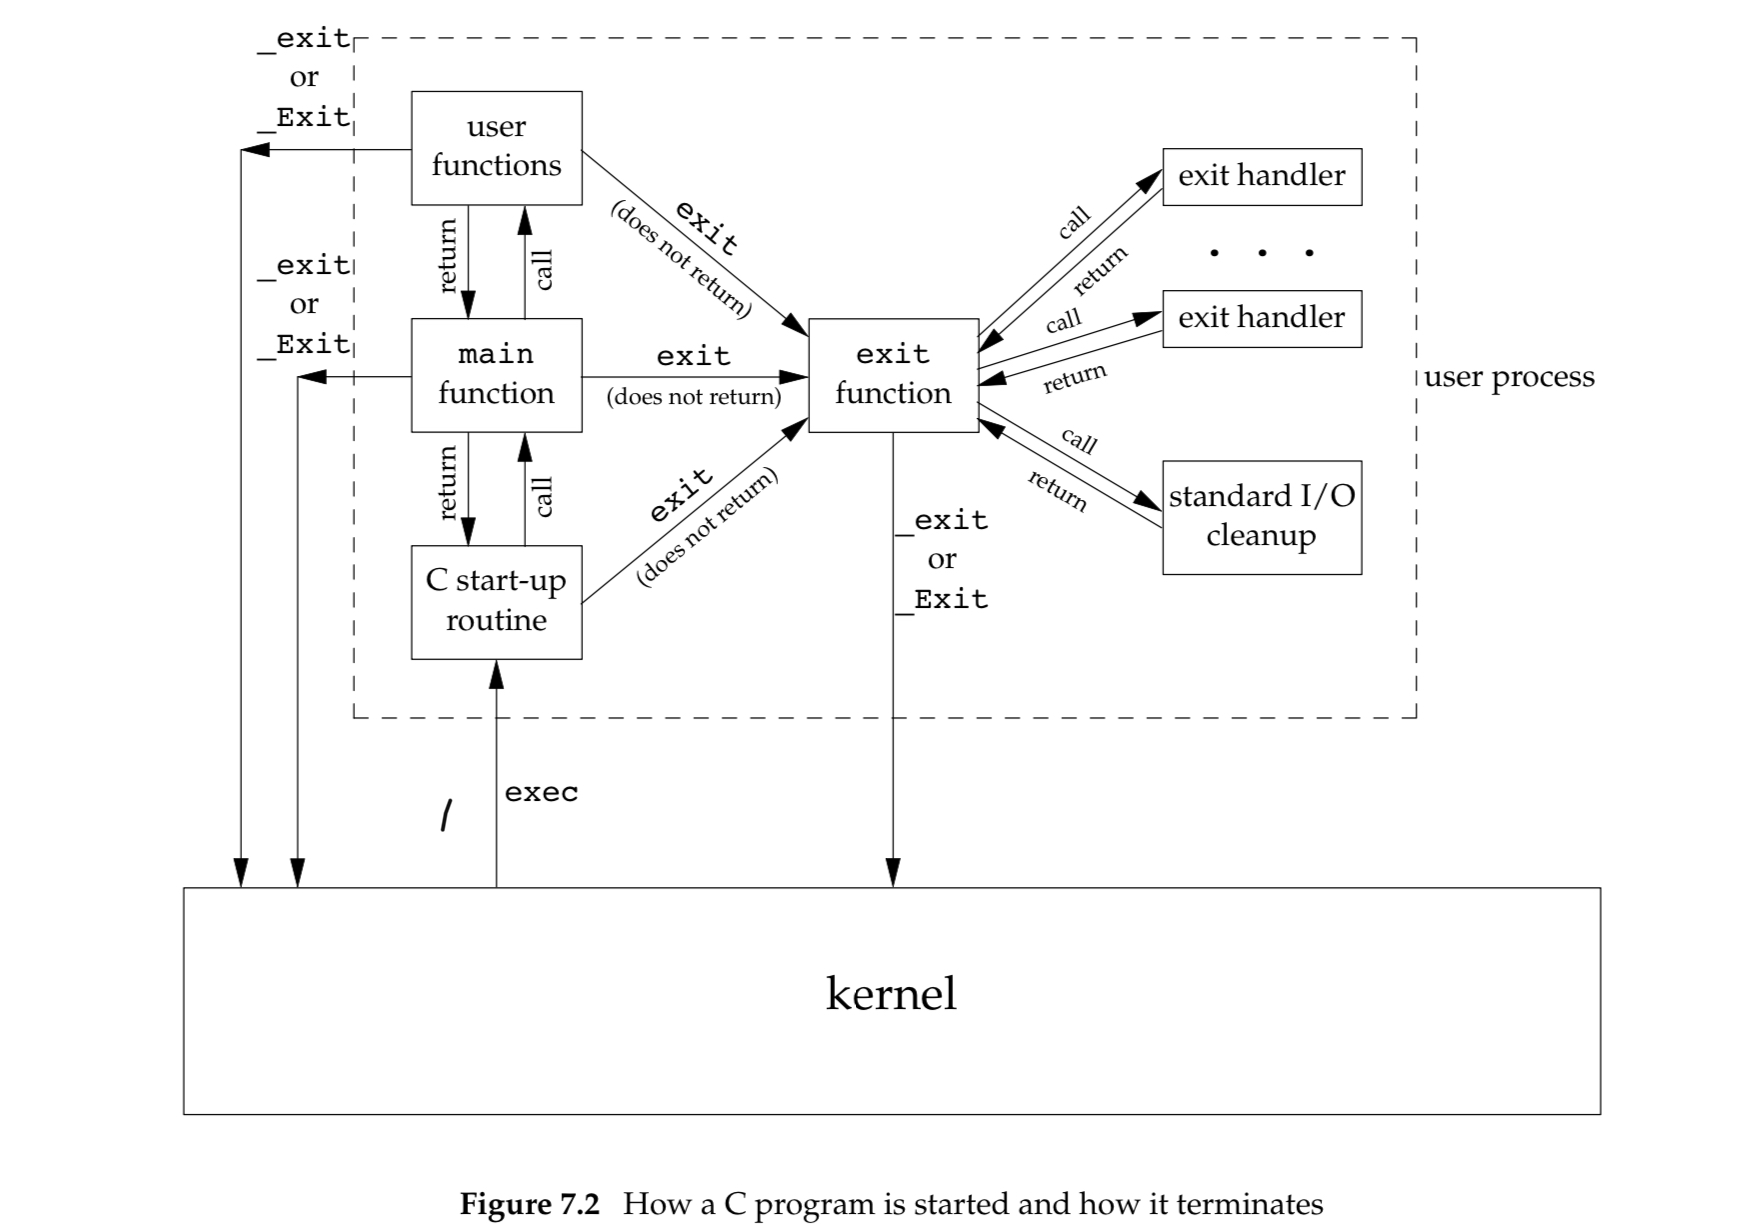 _exit
or
_Exit
user
functions
exit
(does not return)
return
call
_exit
or
_Exit
main
function
exit
(does not return)
return
call
C start-up
routine
exit
(does not return)
exit
function
call
return
exit handler
. . .
call
return
exit handler
call
return
standard I/O
cleanup
user process
_exit
or
_Exit
exec
kernel
Figure 7.2 How a C program is started and how it terminates